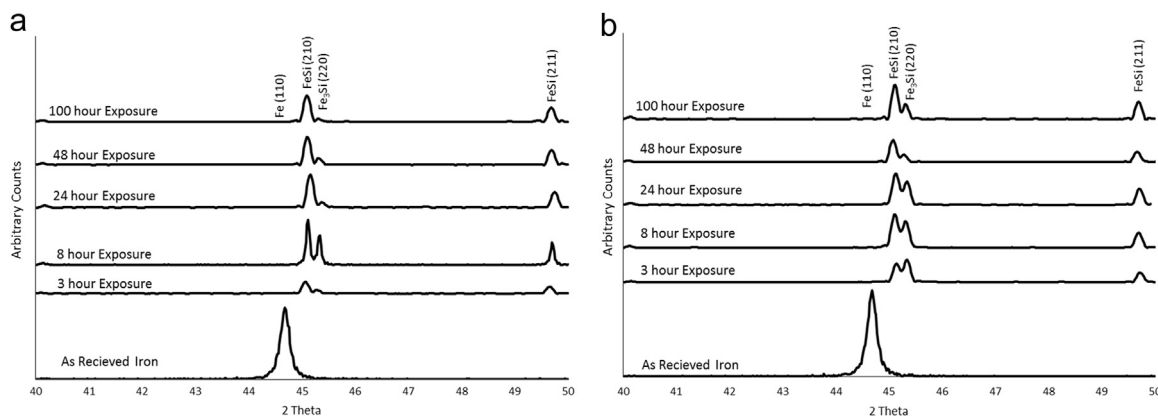 a
Fe (110)
FeSi (210)
Fe3Si (220)
FeSi (211)
100 hour Exposure
48 hour Exposure
24 hour Exposure
8 hour Exposure
3 hour Exposure
As Recieved Iron
Arbitrary Counts
40 41 42 43 44 45 46 47 48 49 50
2 Theta
b
Fe (110)
FeSi (210)
Fe3Si (220)
FeSi (211)
100 hour Exposure
48 hour Exposure
24 hour Exposure
8 hour Exposure
3 hour Exposure
As Recieved Iron
Arbitrary Counts
40 41 42 43 44 45 46 47 48 49 50
2 Theta